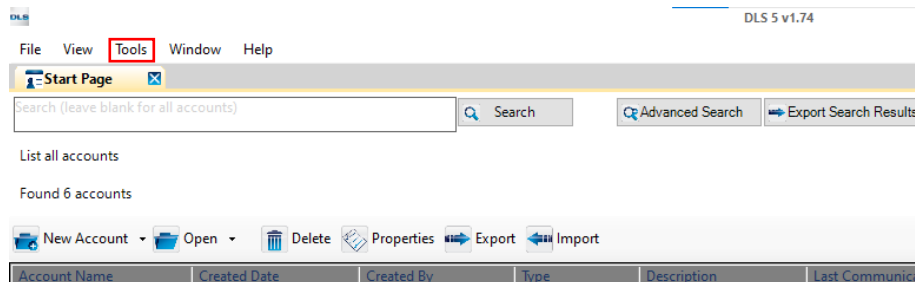 DLS DLS 5 v1.74
File View Tools Window Help
Start Page
Search (leave blank for all accounts) Search Advanced Search Export Search Results
List all accounts
Found 6 accounts
New Account Open Delete Properties Export Import
Account Name Created Date Created By Type Description Last Communica